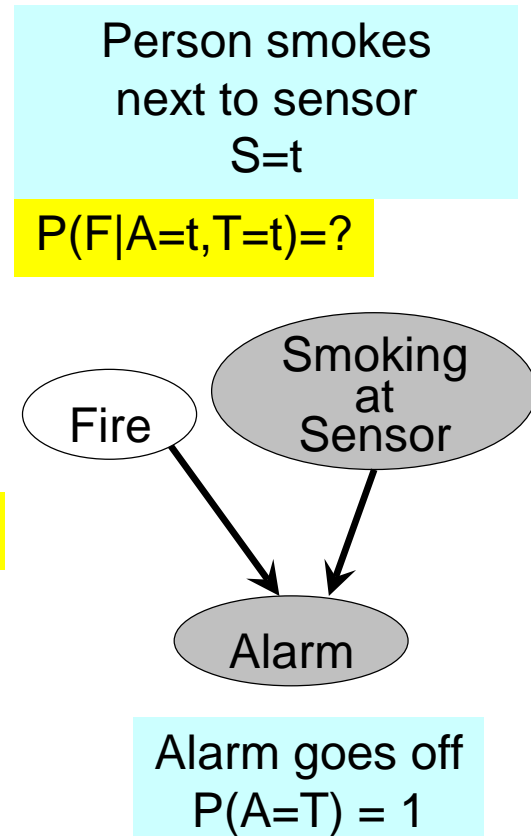 Person smokes
next to sensor
S=t
P(F|A=t,T=t)=?
Smoking
at
Sensor
Fire
Alarm
Alarm goes off
P(A=T) = 1